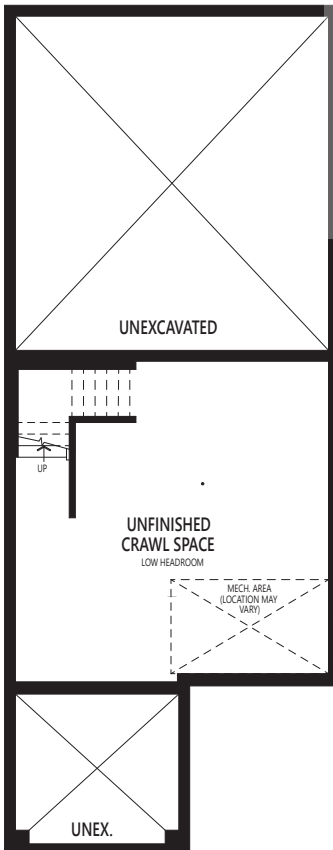 UNEXCAVATED
UP
UNFINISHED
CRAWL SPACE
LOW HEADROOM
MECH. AREA
(LOCATION MAY
VARY)
UNEX.